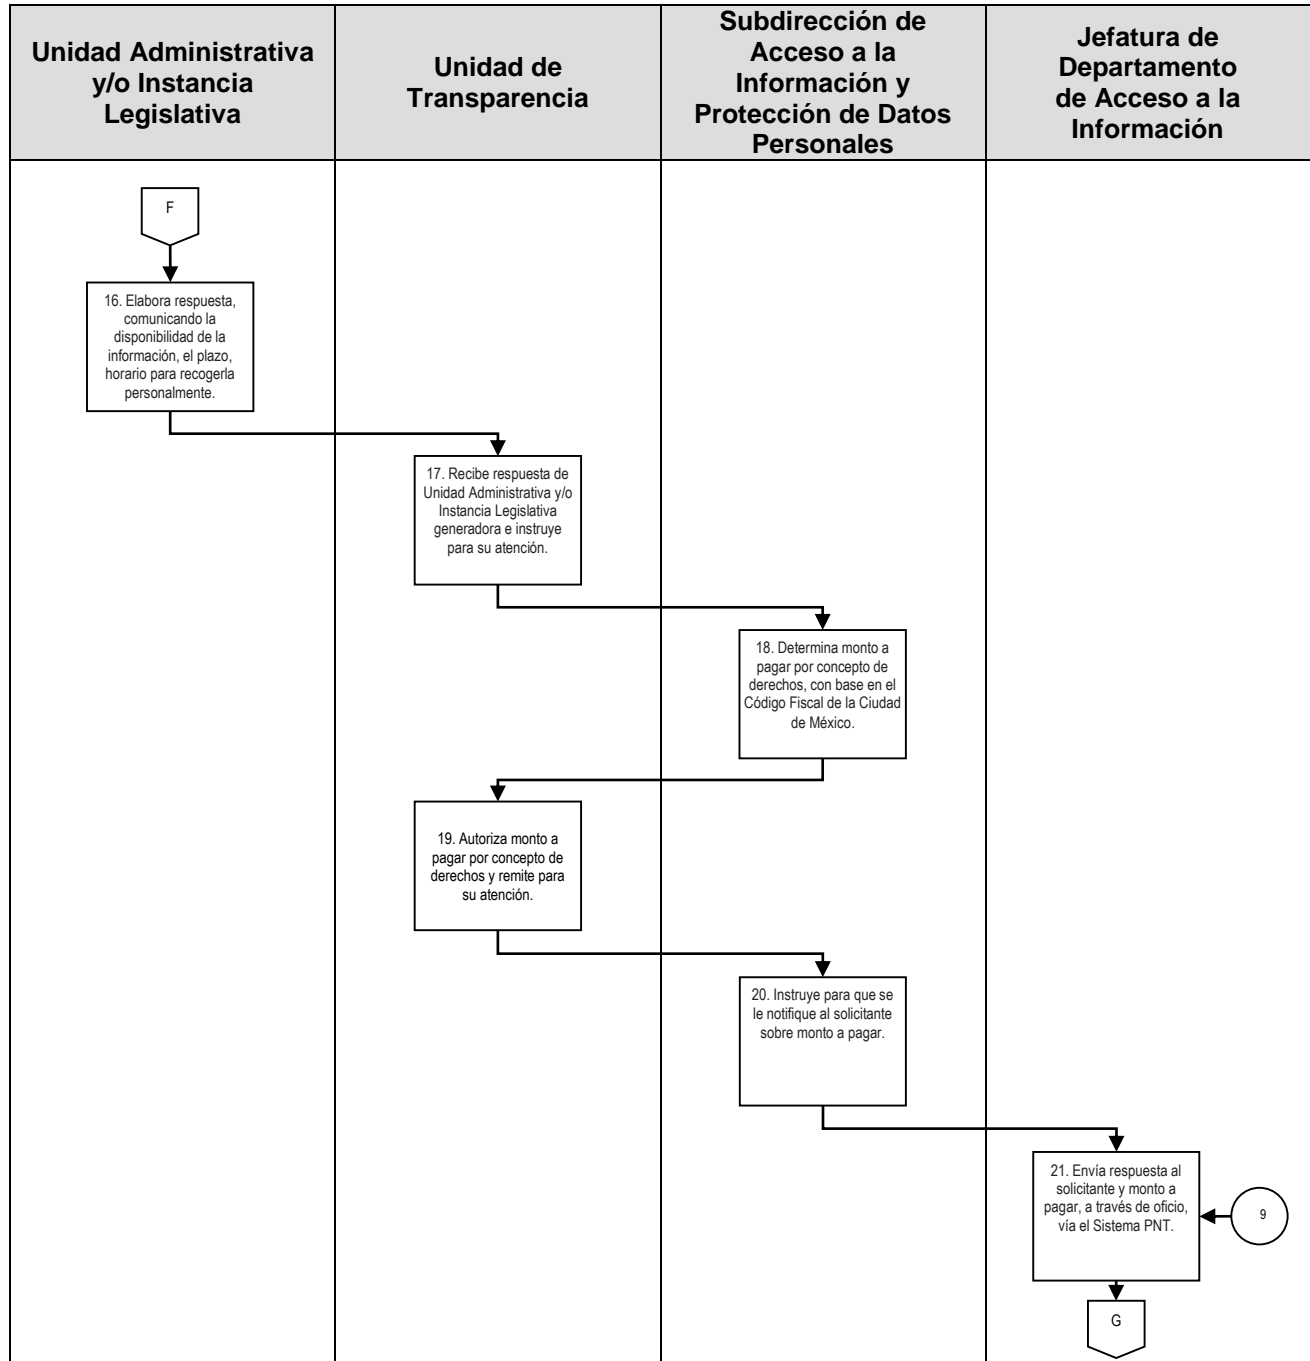 Unidad Administrativa
y/o Instancia
Legislativa
Unidad de
Transparencia
Subdirección de
Acceso a la
Información y
Protección de Datos
Personales
Jefatura de
Departamento
de Acceso a la
Información
F
16. Elabora respuesta,
comunicando la
disponibilidad de la
información, el plazo,
horario para recogerla
personalmente.
17. Recibe respuesta de
Unidad Administrativa y/o
Instancia Legislativa
generadora e instruye
para su atención.
18. Determina monto a
pagar por concepto de
derechos, con base en el
Código Fiscal de la Ciudad
de México.
19. Autoriza monto a
pagar por concepto de
derechos y remite para
su atención.
20. Instruye para que se
le notifique al solicitante
sobre monto a pagar.
21. Envía respuesta al
solicitante y monto a
pagar, a través de oficio,
vía el Sistema PNT.
9
G